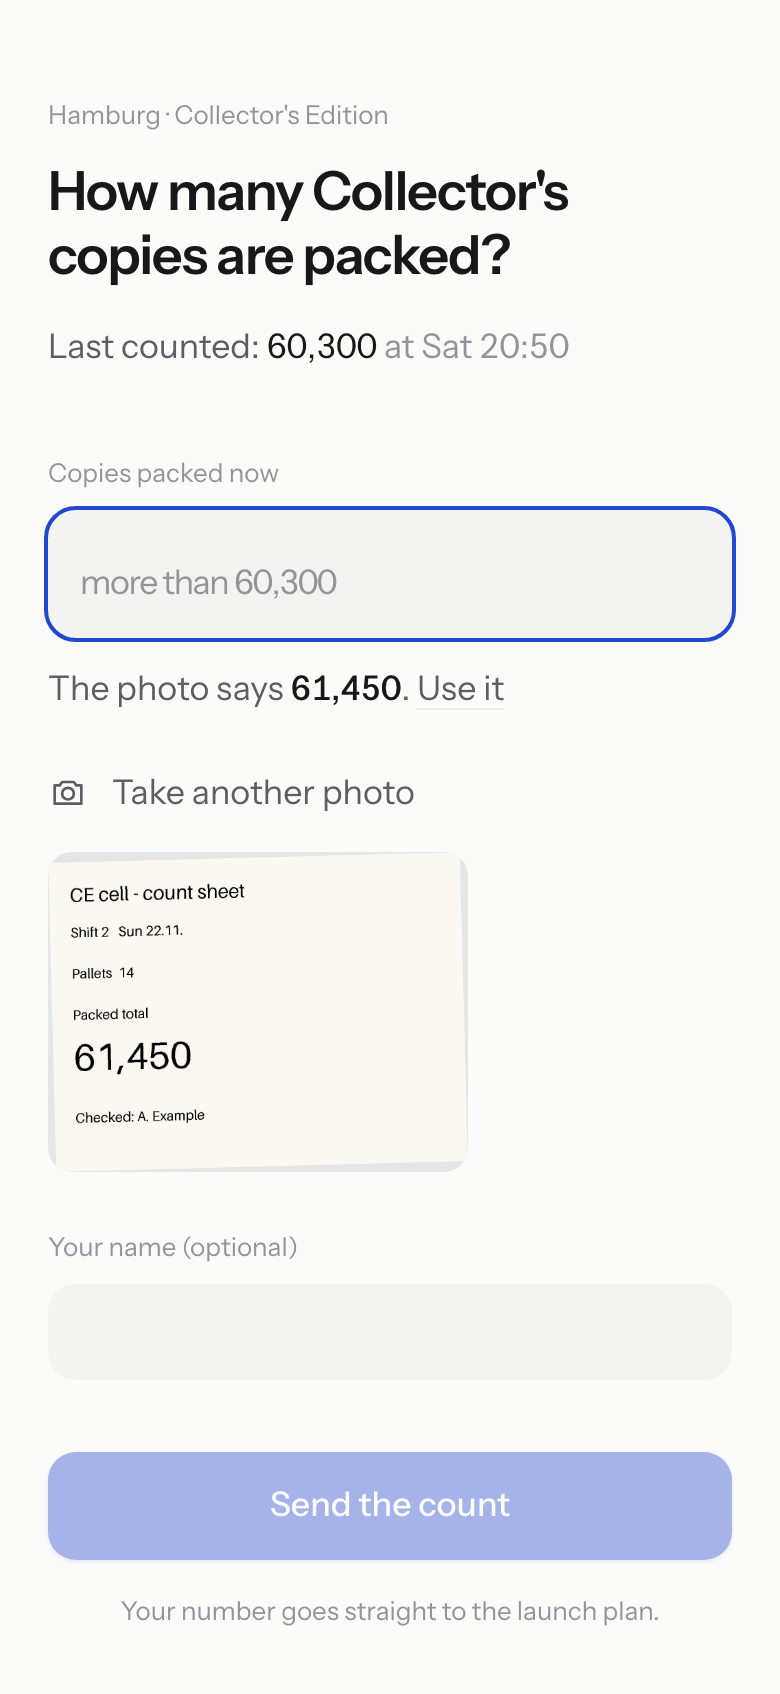 Hamburg · Collector's Edition
How many Collector's
copies are packed?
Last counted: 60,300 at Sat 20:50
Copies packed now
more than 60,300
The photo says 61,450. Use it
Take another photo
CE cell - count sheet
Shift 2 Sun 22.11.
Pallets 14
Packed total
61,450
Checked: A. Example
Your name (optional)
Send the count
Your number goes straight to the launch plan.